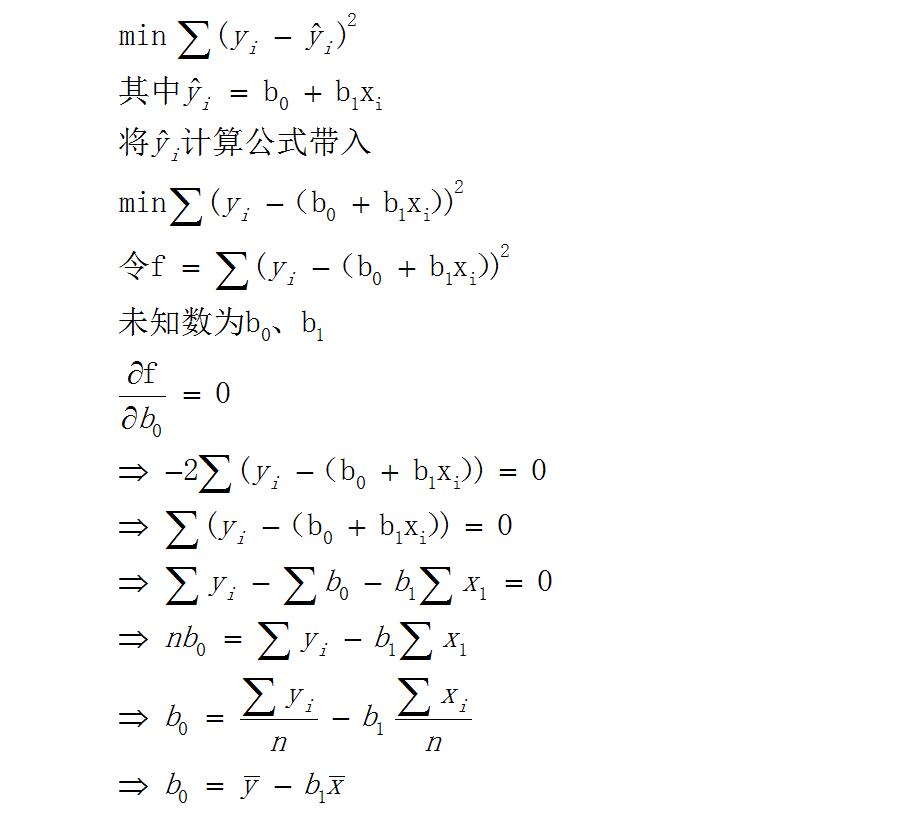 min ∑(yᵢ − ŷᵢ)²
其中ŷᵢ = b₀ + b₁xᵢ
将ŷᵢ计算公式带入
min∑(yᵢ −（b₀ + b₁xᵢ))²
令f = ∑(yᵢ −（b₀ + b₁xᵢ))²
未知数为b₀、b₁
∂f/∂b₀ = 0
⇒ −2∑(yᵢ −（b₀ + b₁xᵢ)) = 0
⇒ ∑(yᵢ −（b₀ + b₁xᵢ)) = 0
⇒ ∑ yᵢ − ∑ b₀ − b₁∑ x₁ = 0
⇒ nb₀ = ∑ yᵢ − b₁∑ x₁
⇒ b₀ = ∑ yᵢ/n − b₁ ∑ xᵢ/n
⇒ b₀ = y̅ − b₁x̅